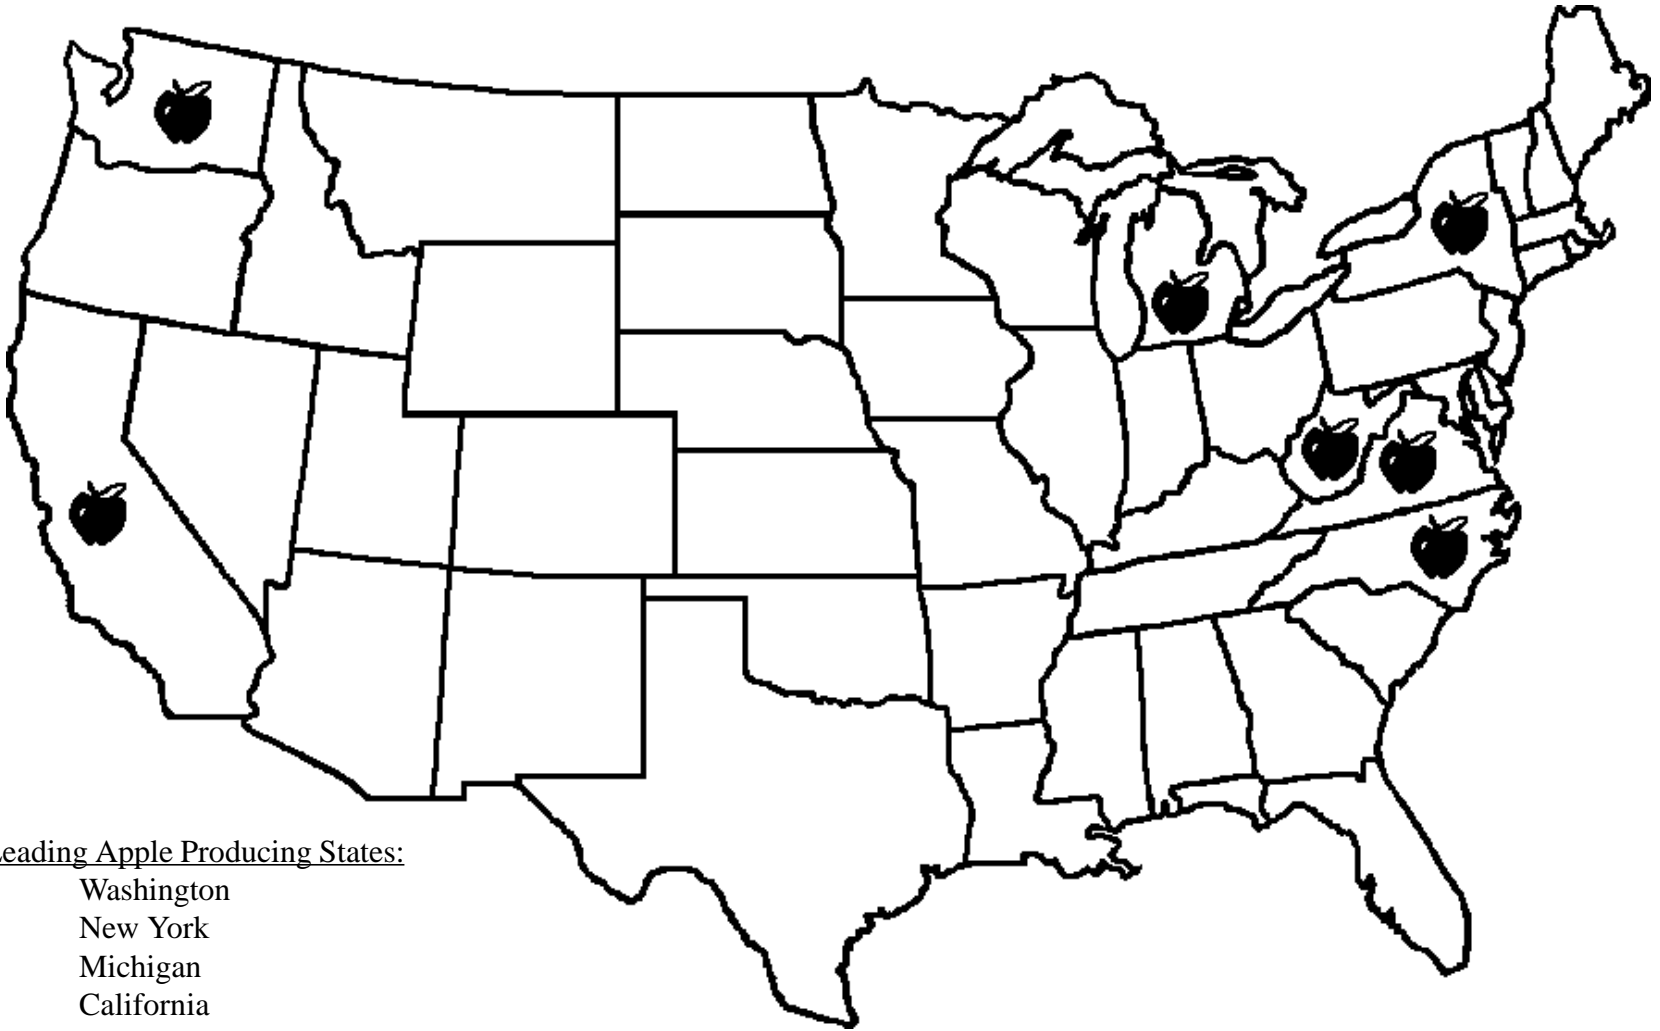 Leading Apple Producing States:
Washington
New York
Michigan
California